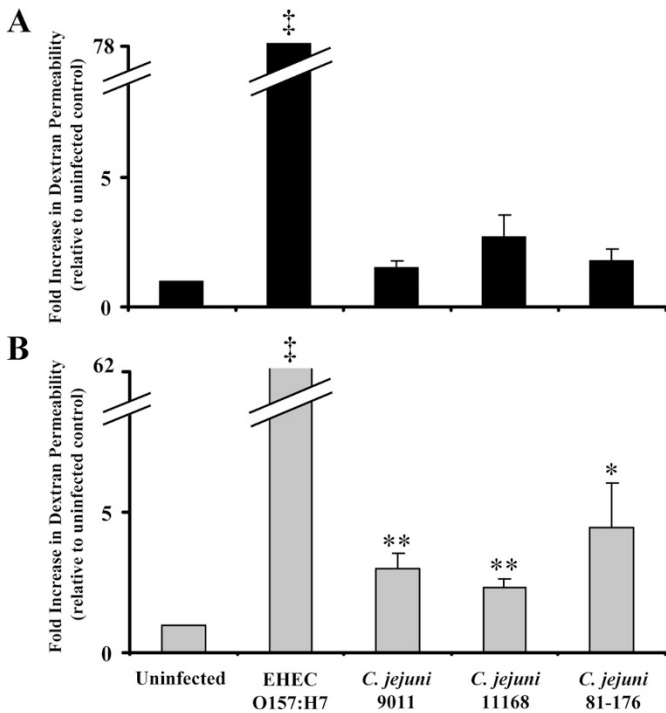 A
Fold Increase in Dextran Permeability
(relative to uninfected control)
78
5
0
‡
B
Fold Increase in Dextran Permeability
(relative to uninfected control)
62
5
0
‡
**
**
*
Uninfected
EHEC
O157:H7
C. jejuni
9011
C. jejuni
11168
C. jejuni
81-176